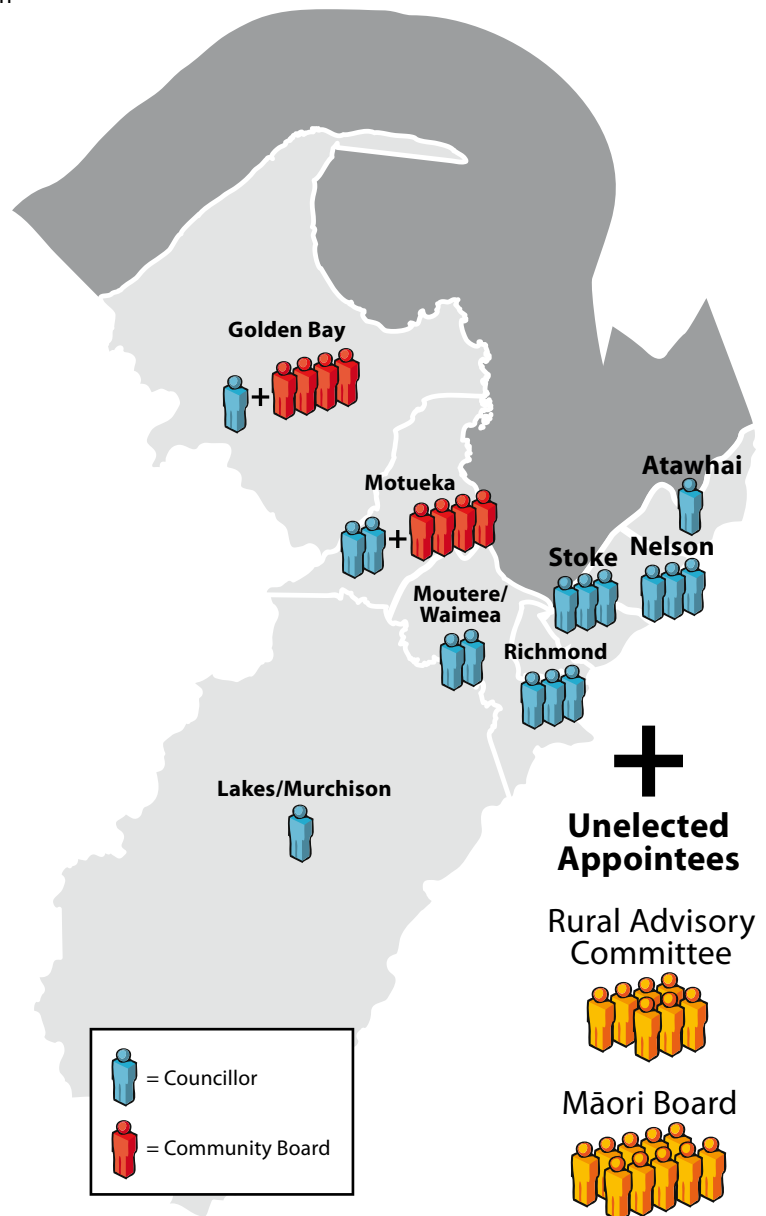 Golden Bay
+
Motueka
+
Atawhai
Stoke
Nelson
Moutere/
Waimea
Richmond
Lakes/Murchison
+
Unelected
Appointees
Rural Advisory
Committee
= Councillor
= Community Board
Māori Board